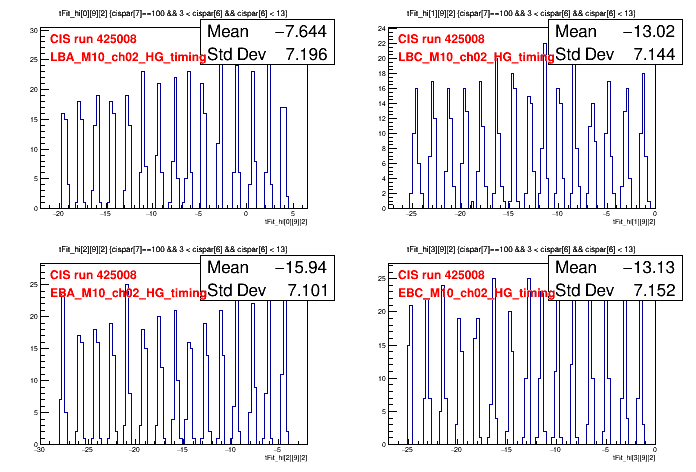 tFit_hi[0][9][2] {cispar[7]==100 && 3 < cispar[6] && cispar[6] < 13}
CIS run 425008
LBA_M10_ch02_HG_timing
Mean −7.644
Std Dev 7.196
30
25
20
15
10
5
0
−20 −15 −10 −5 0 5
tFit_hi[0][9][2]
tFit_hi[1][9][2] {cispar[7]==100 && 3 < cispar[6] && cispar[6] < 13}
CIS run 425008
LBC_M10_ch02_HG_timing
Mean −13.02
Std Dev 7.144
24
22
20
18
16
14
12
10
8
6
4
2
0
−25 −20 −15 −10 −5 0
tFit_hi[1][9][2]
tFit_hi[2][9][2] {cispar[7]==100 && 3 < cispar[6] && cispar[6] < 13}
CIS run 425008
EBA_M10_ch02_HG_timing
Mean −15.94
Std Dev 7.101
25
20
15
10
5
0
−30 −25 −20 −15 −10 −5
tFit_hi[2][9][2]
tFit_hi[3][9][2] {cispar[7]==100 && 3 < cispar[6] && cispar[6] < 13}
CIS run 425008
EBC_M10_ch02_HG_timing
Mean −13.13
Std Dev 7.152
25
20
15
10
5
0
−25 −20 −15 −10 −5 0
tFit_hi[3][9][2]